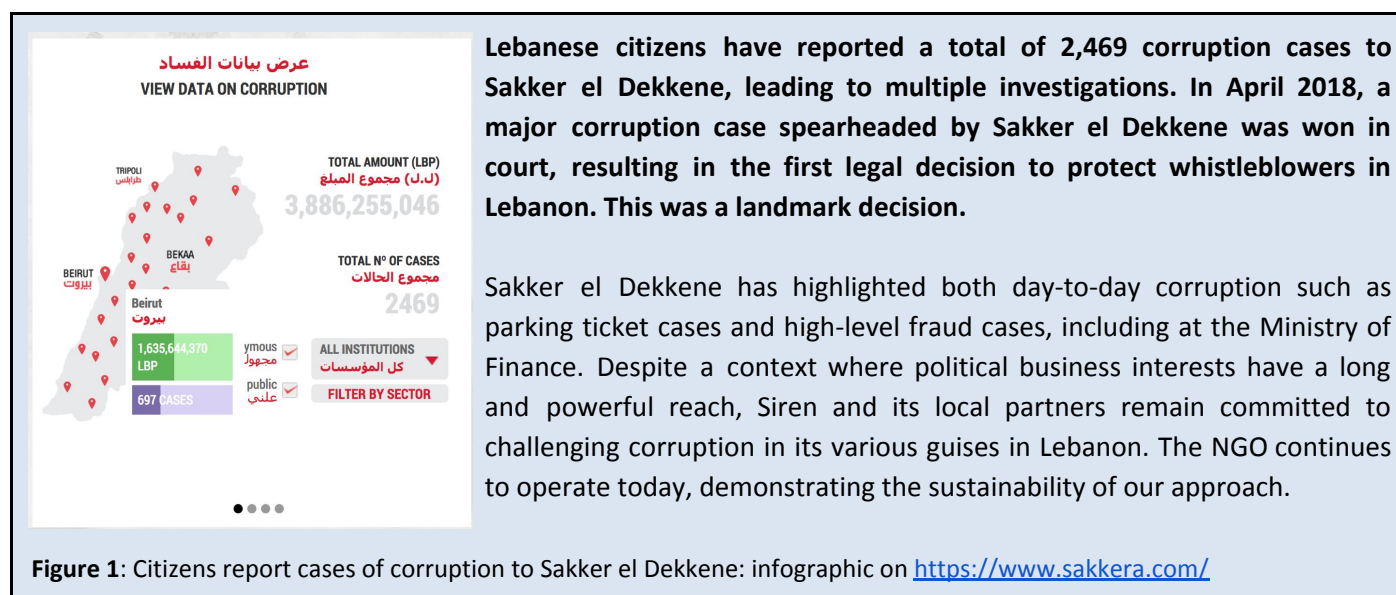 عرض بيانات الفساد
VIEW DATA ON CORRUPTION
TRIPOLI
طرابلس
TOTAL AMOUNT (LBP)
(ل.ل) مجموع المبلغ
3,886,255,046
BEKAA
بقاع
BEIRUT
بيروت
TOTAL Nº OF CASES
مجموع الحالات
2469
Beirut
بيروت
1,635,644,370
LBP
697 CASES
ymous
مجهول
public
علني
ALL INSTITUTIONS
كل المؤسسات
FILTER BY SECTOR
Lebanese citizens have reported a total of 2,469 corruption cases to
Sakker el Dekkene, leading to multiple investigations. In April 2018, a
major corruption case spearheaded by Sakker el Dekkene was won in
court, resulting in the first legal decision to protect whistleblowers in
Lebanon. This was a landmark decision.
Sakker el Dekkene has highlighted both day-to-day corruption such as
parking ticket cases and high-level fraud cases, including at the Ministry of
Finance. Despite a context where political business interests have a long
and powerful reach, Siren and its local partners remain committed to
challenging corruption in its various guises in Lebanon. The NGO continues
to operate today, demonstrating the sustainability of our approach.
Figure 1: Citizens report cases of corruption to Sakker el Dekkene: infographic on https://www.sakkera.com/